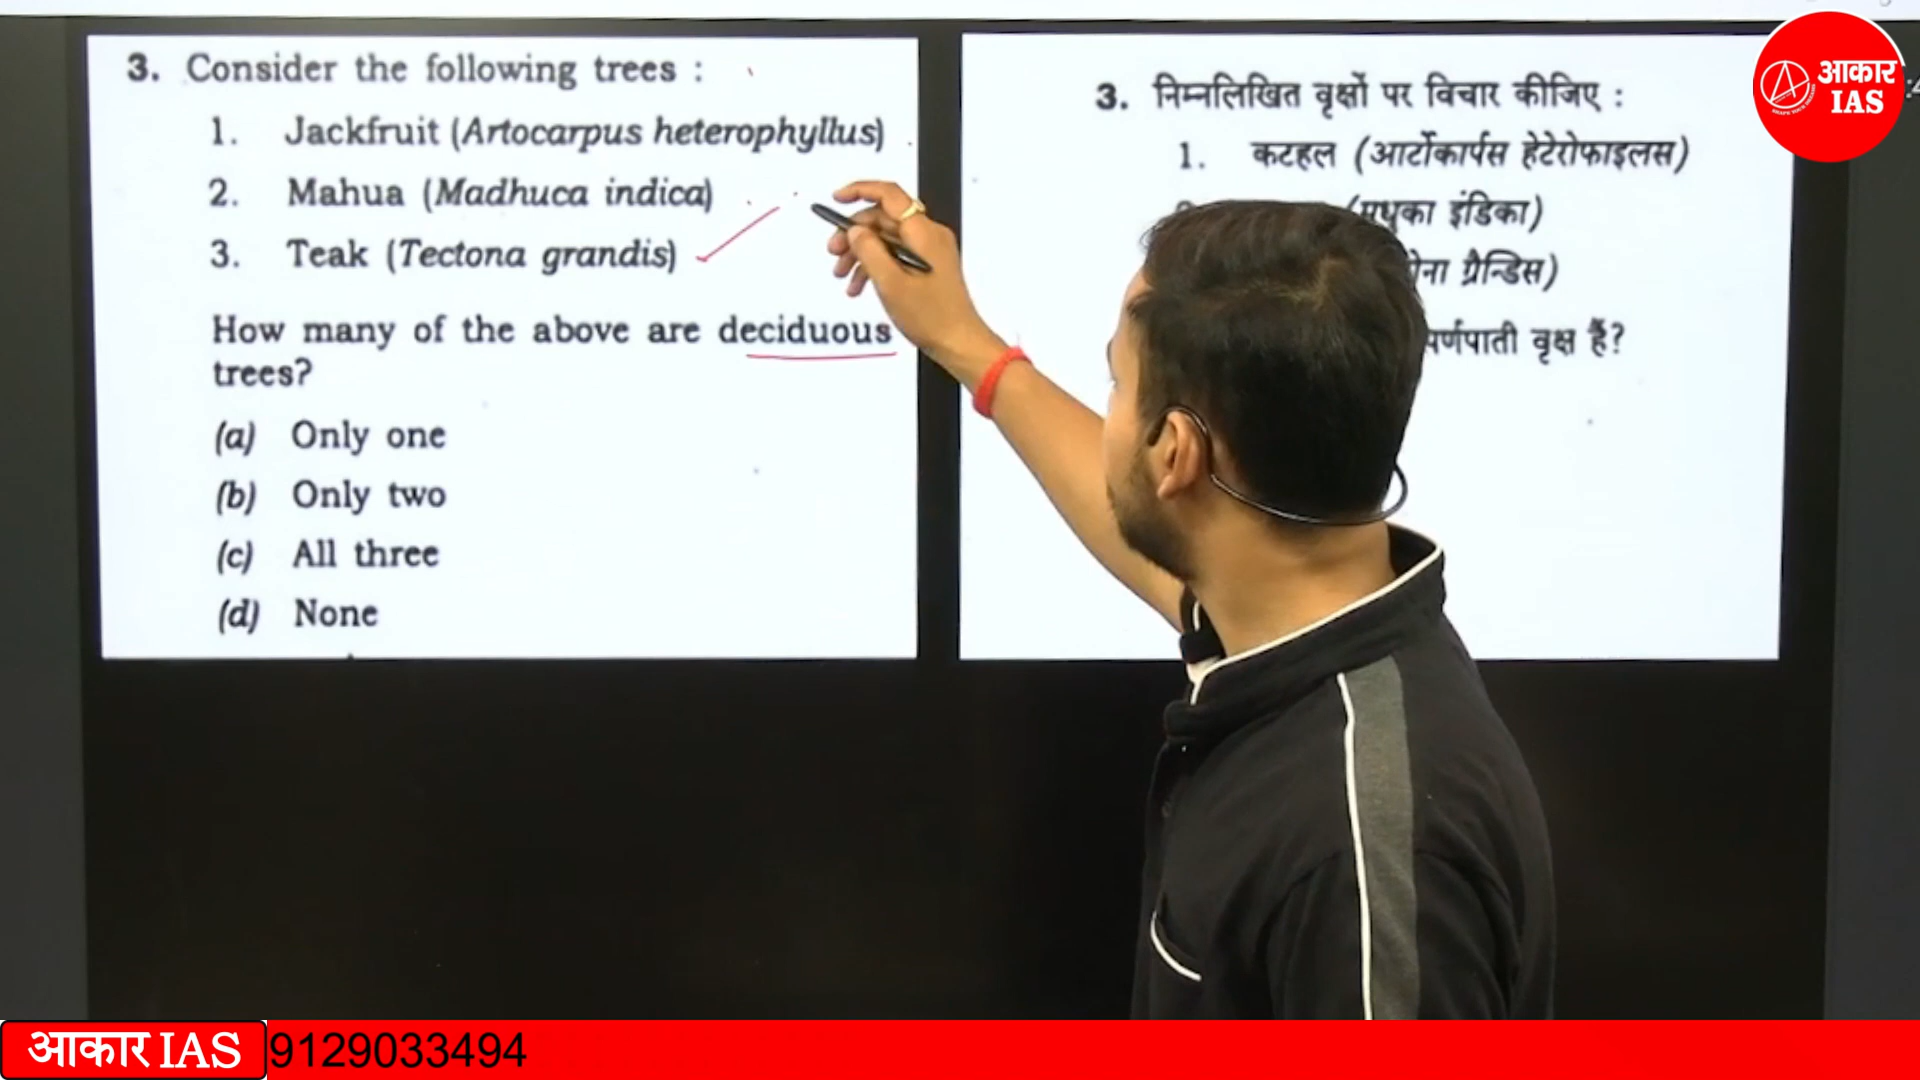 3. Consider the following trees :
1. Jackfruit (Artocarpus heterophyllus)
2. Mahua (Madhuca indica)
3. Teak (Tectona grandis)
How many of the above are deciduous
trees?
(a) Only one
(b) Only two
(c) All three
(d) None
3. निम्नलिखित वृक्षों पर विचार कीजिए :
1. कटहल (आर्टोकार्पस हेटेरोफाइलस)
(मधुका इंडिका)
ग्रैन्डिस)
पर्णपाती वृक्ष हैं?
आकार
IAS
आकार IAS 9129033494